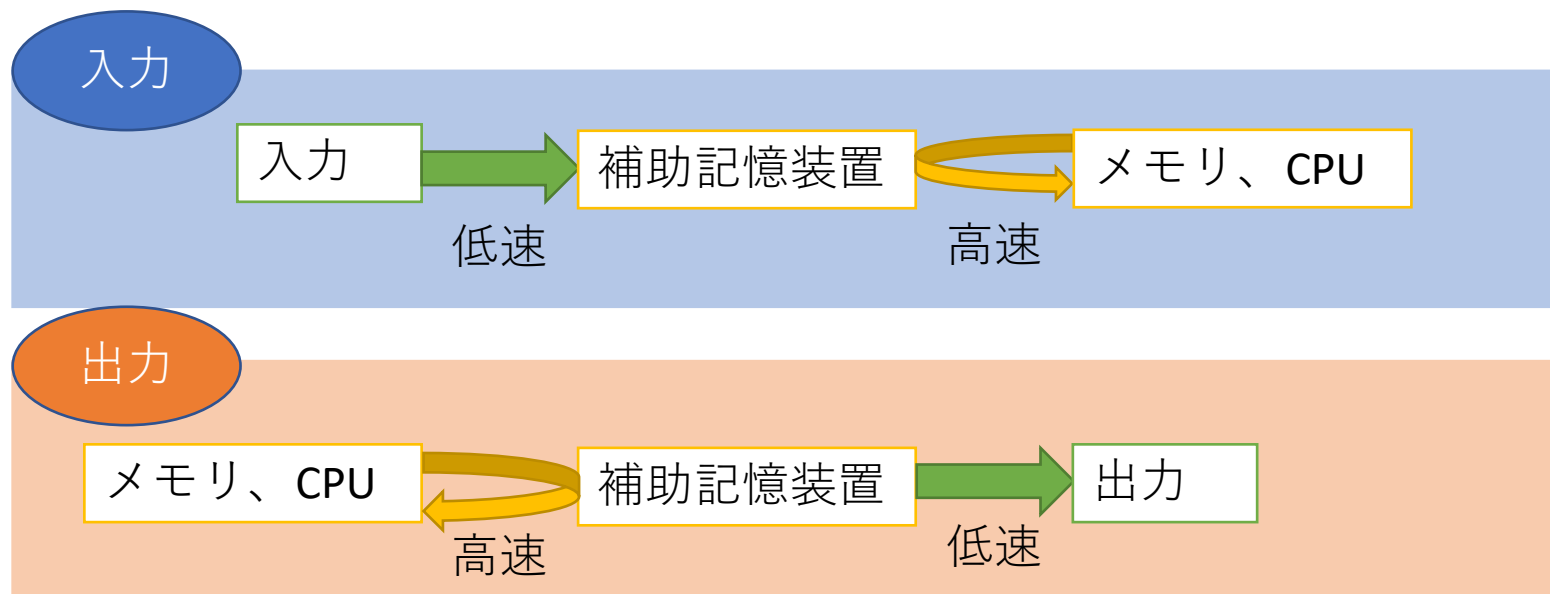 入力
入力
補助記憶装置
メモリ、CPU
低速
高速
出力
メモリ、CPU
補助記憶装置
出力
高速
低速